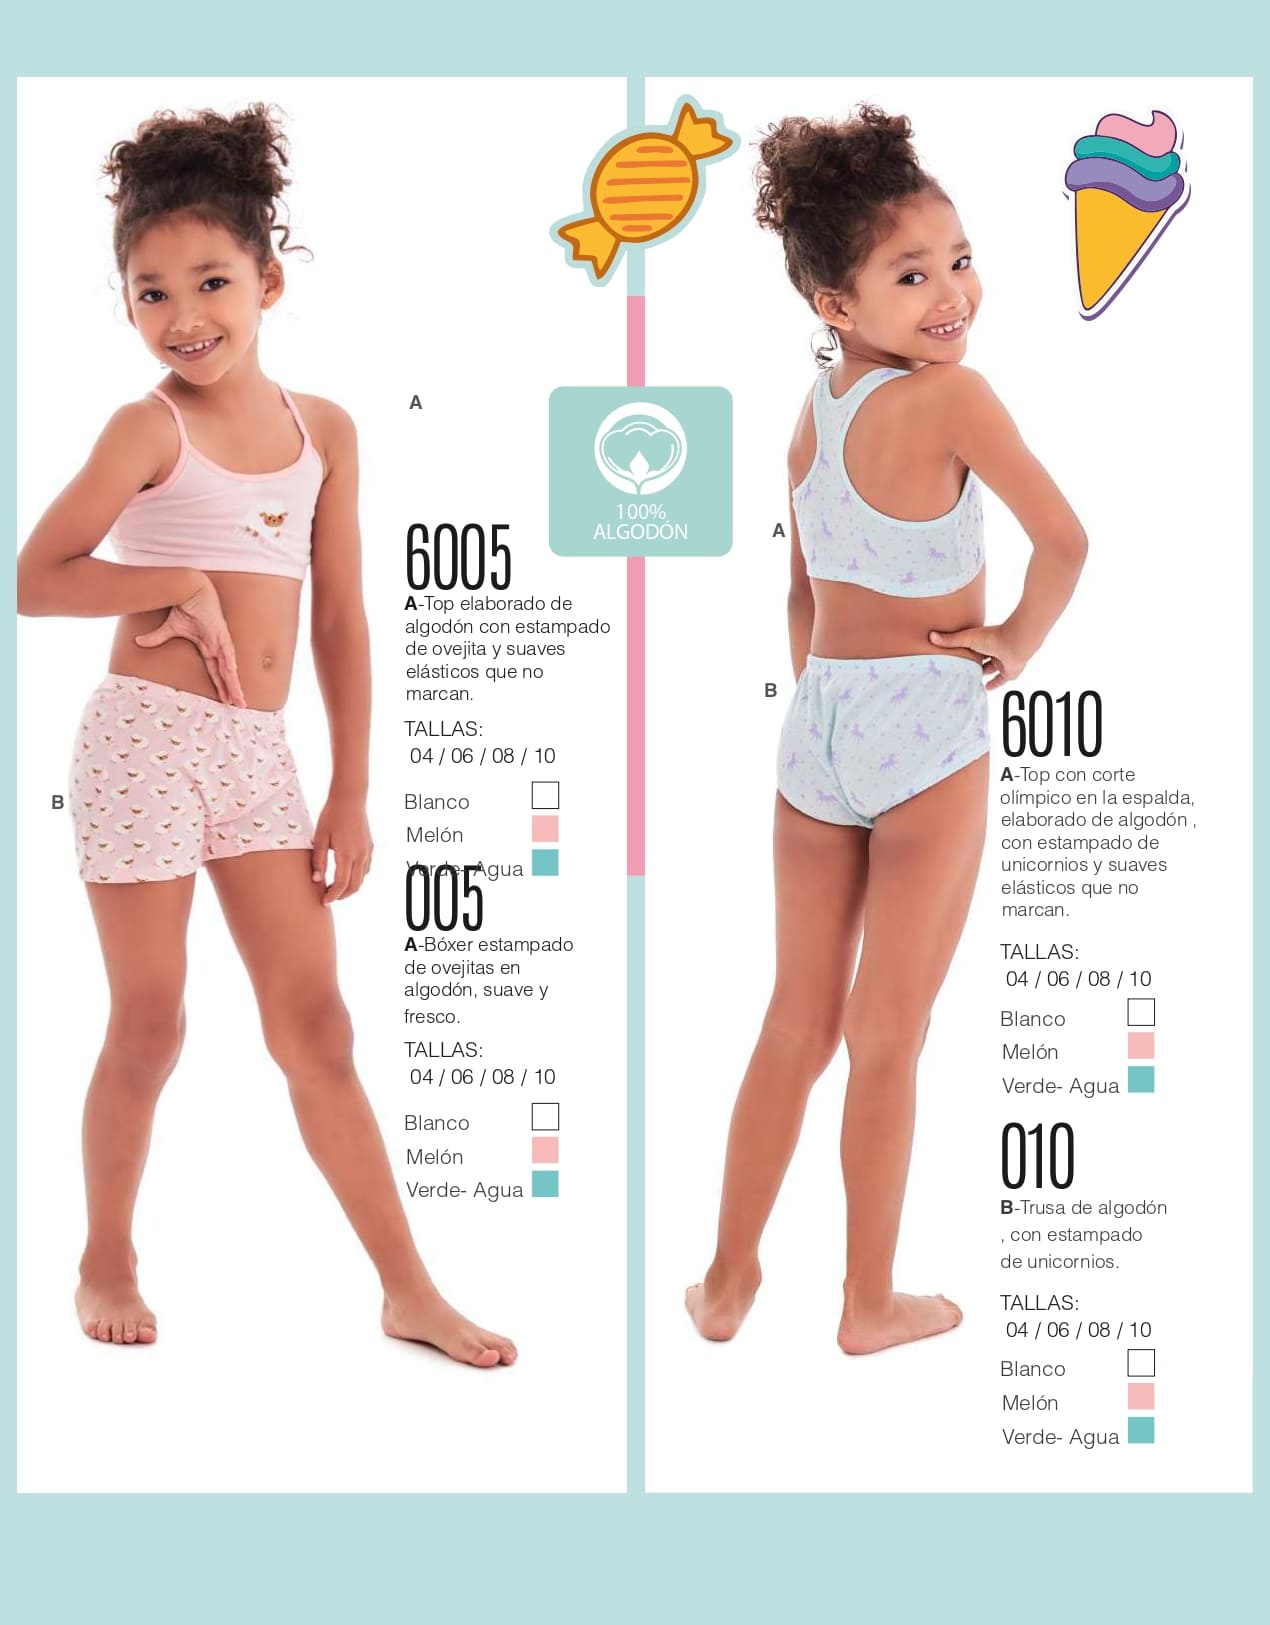 A
100%
ALGODÓN
6005
A-Top elaborado de
algodón con estampado
de ovejita y suaves
elásticos que no
marcan.
TALLAS:
04 / 06 / 08 / 10
Blanco
Melón
Verde- Agua
B
005
A-Bóxer estampado
de ovejitas en
algodón, suave y
fresco.
TALLAS:
04 / 06 / 08 / 10
Blanco
Melón
Verde- Agua
A
B
6010
A-Top con corte
olímpico en la espalda,
elaborado de algodón ,
con estampado de
unicornios y suaves
elásticos que no
marcan.
TALLAS:
04 / 06 / 08 / 10
Blanco
Melón
Verde- Agua
010
B-Trusa de algodón
, con estampado
de unicornios.
TALLAS:
04 / 06 / 08 / 10
Blanco
Melón
Verde- Agua